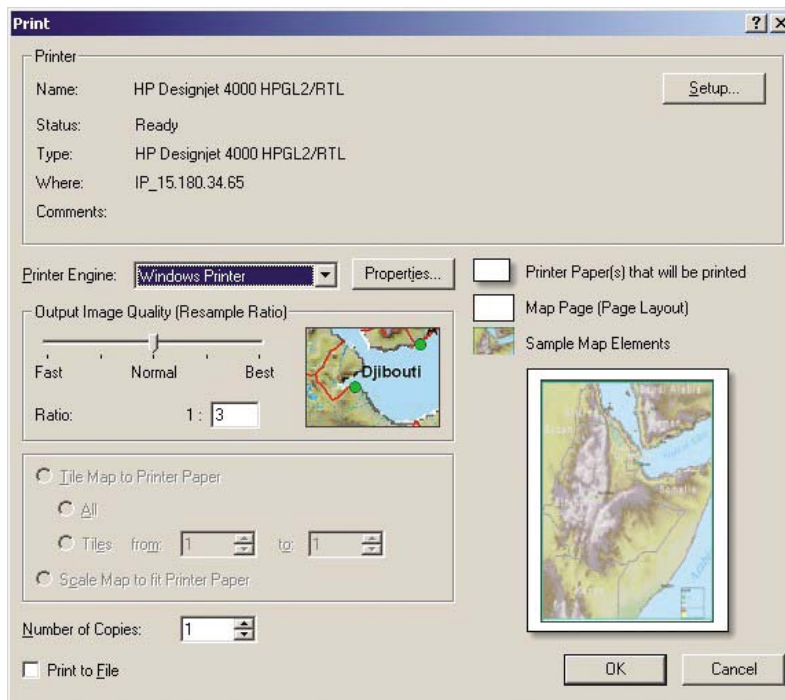 Print
Printer
Name: HP Designjet 4000 HPGL2/RTL
Setup...
Status: Ready
Type: HP Designjet 4000 HPGL2/RTL
Where: IP_15.180.34.65
Comments:
Printer Engine: Windows Printer Properties...
Output Image Quality (Resample Ratio)
Fast Normal Best
Ratio: 1 : 3
Djibouti
Printer Paper(s) that will be printed
Map Page (Page Layout)
Sample Map Elements
Saudi Arabia
Somalia
Tile Map to Printer Paper
All
Tiles from: 1 to: 1
Scale Map to fit Printer Paper
Number of Copies: 1
Print to File
OK Cancel